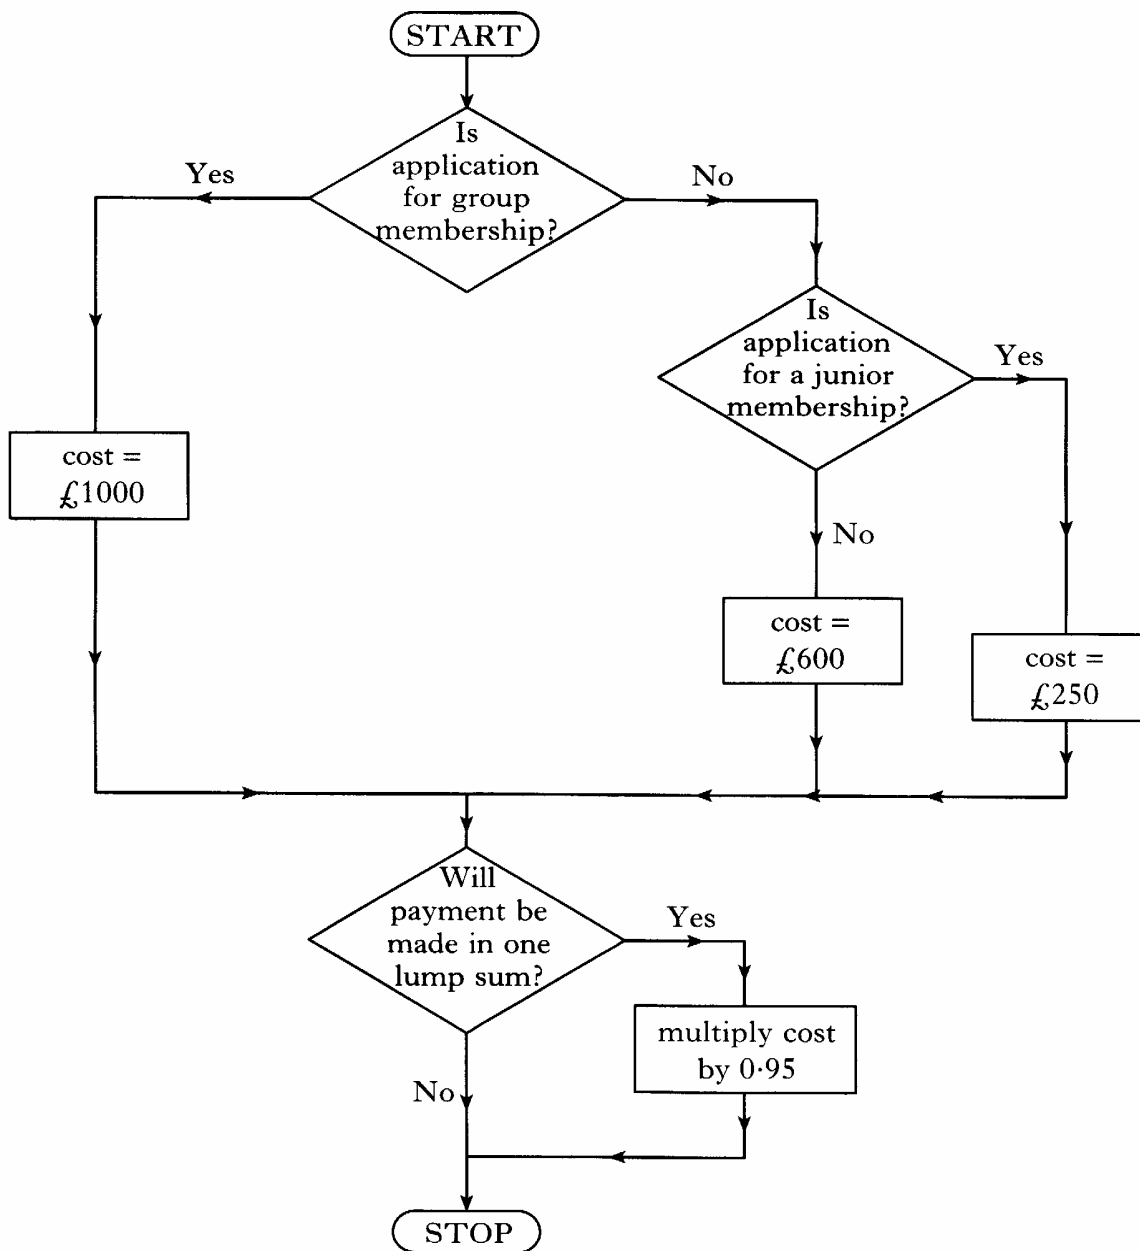 START
Is
application
for group
membership?
Yes
No
Is
application
for a junior
membership?
Yes
No
cost =
£1000
cost =
£600
cost =
£250
Will
payment be
made in one
lump sum?
Yes
multiply cost
by 0·95
No
STOP